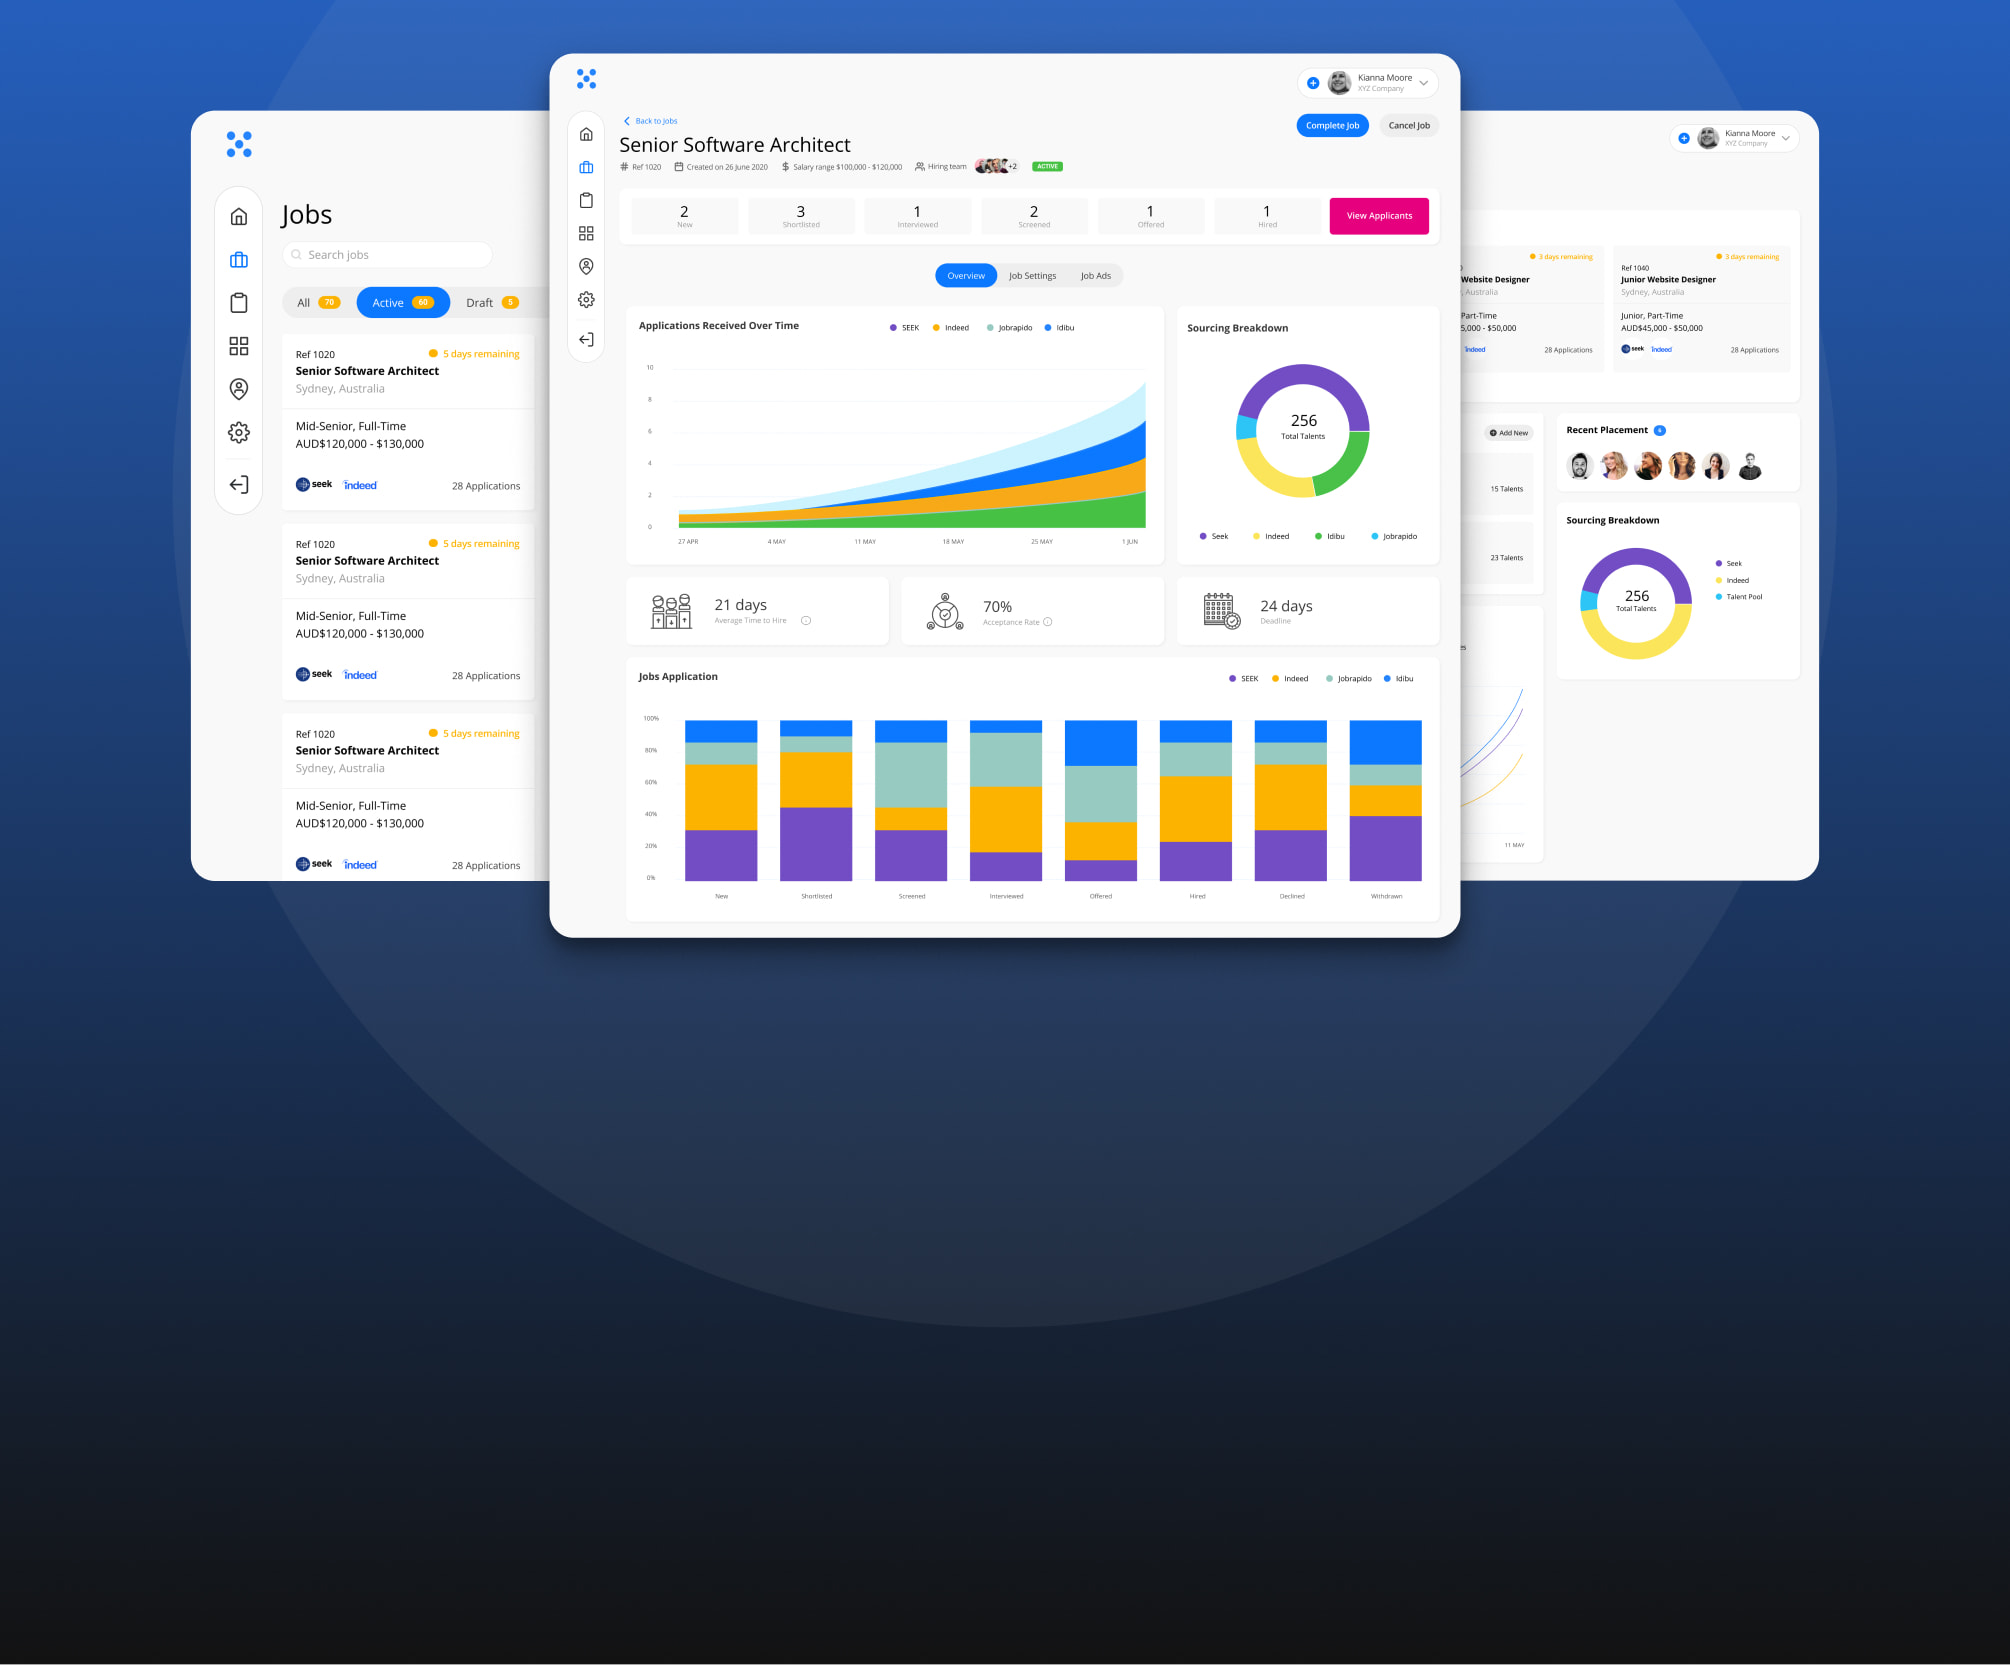 Jobs
Search jobs
All 70 Active 60 Draft 5
Ref 1020 5 days remaining
Senior Software Architect
Sydney, Australia
Mid-Senior, Full-Time
AUD$120,000 - $130,000
seek indeed 28 Applications
Ref 1020 5 days remaining
Senior Software Architect
Sydney, Australia
Mid-Senior, Full-Time
AUD$120,000 - $130,000
seek indeed 28 Applications
Ref 1020 5 days remaining
Senior Software Architect
Sydney, Australia
Mid-Senior, Full-Time
AUD$120,000 - $130,000
seek indeed 28 Applications
Kianna Moore
XYZ Company
Back to Jobs
Complete Job Cancel Job
Senior Software Architect
Ref 1020 Created on 26 June 2020 Salary range $100,000 - $120,000 Hiring team +2 ACTIVE
2 3 1 2 1 1
New Shortlisted Interviewed Screened Offered Hired
View Applicants
Overview Job Settings Job Ads
Applications Received Over Time
SEEK Indeed Jobrapido Idibu
10
8
6
4
2
0
27 APR 4 MAY 11 MAY 18 MAY 25 MAY 1 JUN
Sourcing Breakdown
256
Total Talents
Seek Indeed Idibu Jobrapido
21 days
Average Time to Hire
70%
Acceptance Rate
24 days
Deadline
Jobs Application
SEEK Indeed Jobrapido Idibu
100%
80%
60%
40%
20%
0%
New Shortlisted Screened Interviewed Offered Hired Declined Withdrawn
Kianna Moore
XYZ Company
3 days remaining
Website Designer
, Australia
Part-Time
5,000 - $50,000
indeed 28 Applications
3 days remaining
Ref 1040
Junior Website Designer
Sydney, Australia
Junior, Part-Time
AUD$45,000 - $50,000
seek indeed 28 Applications
Add New
15 Talents
23 Talents
es
11 MAY
Recent Placement 6
Sourcing Breakdown
256
Total Talents
Seek
Indeed
Talent Pool